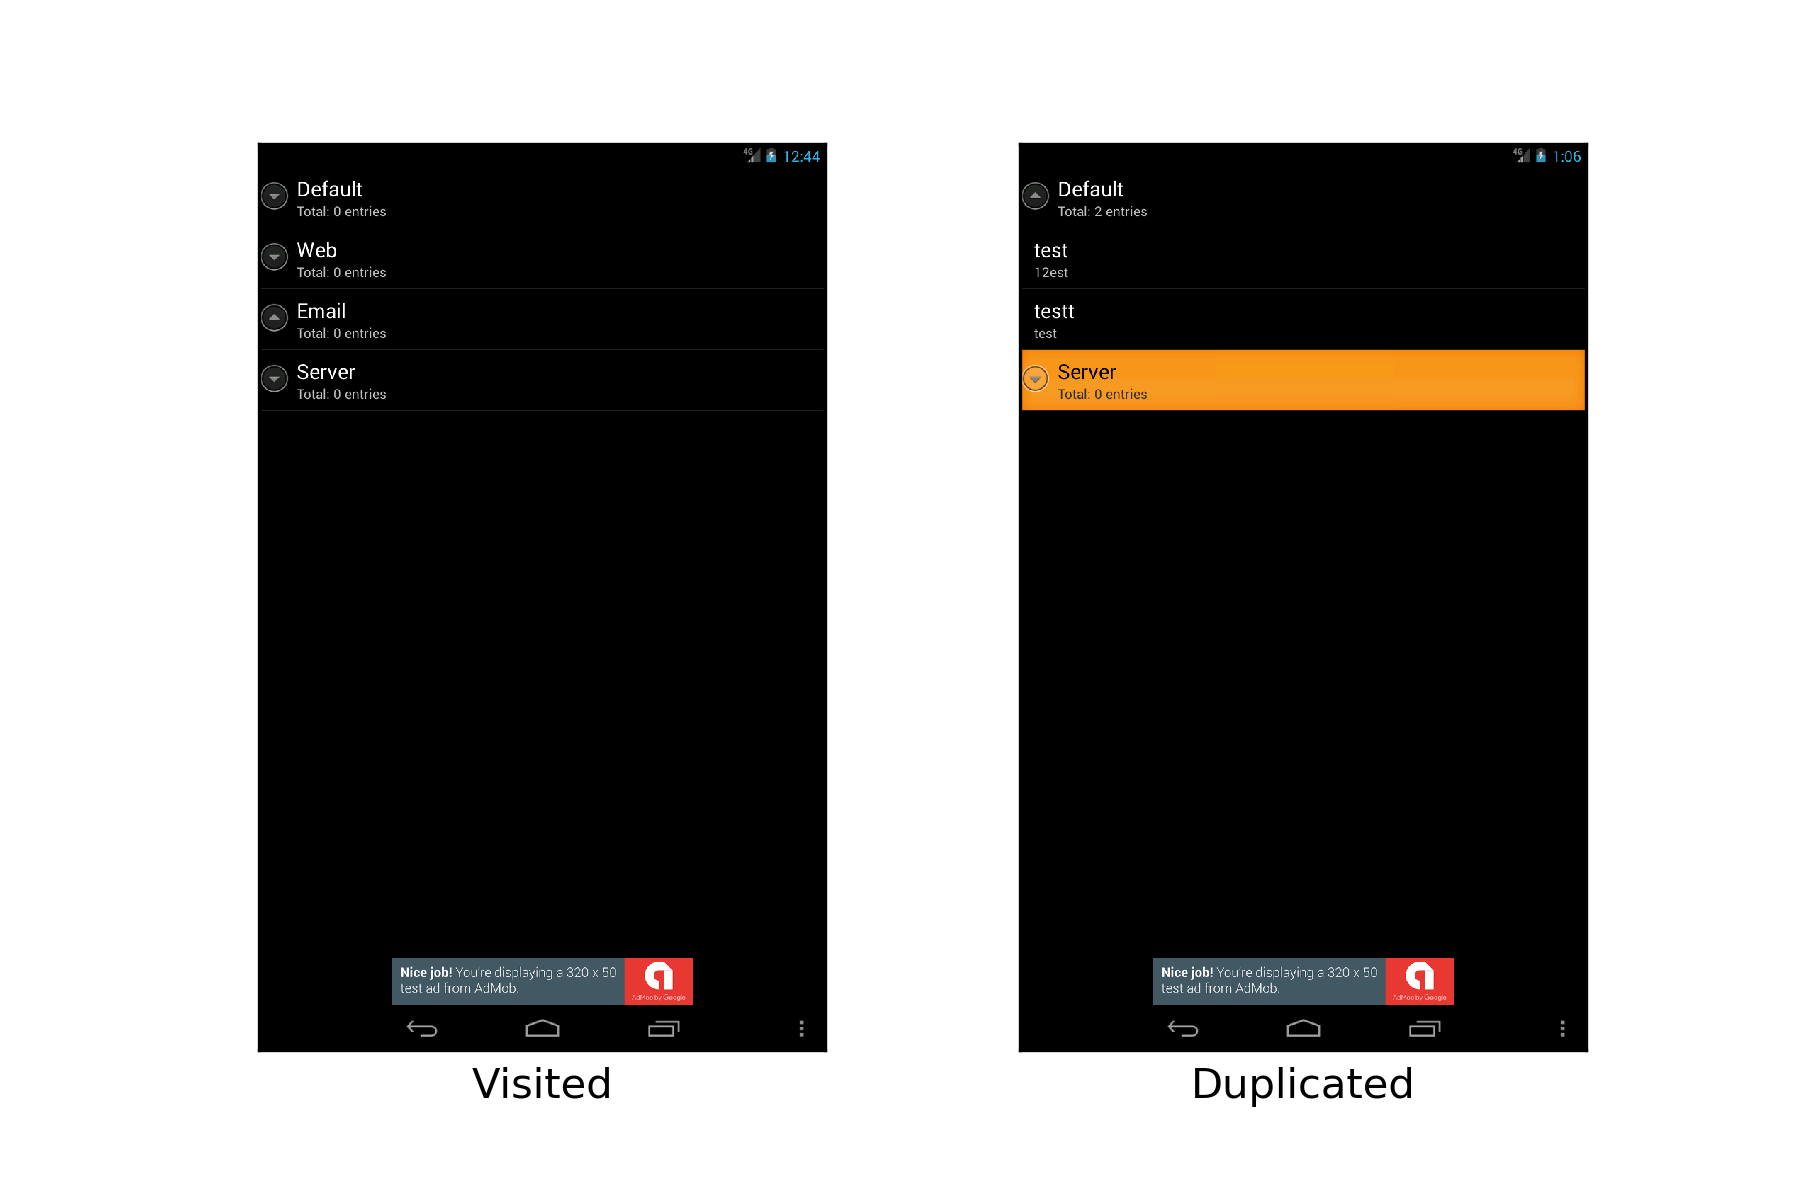 4G 12:44
Default
Total: 0 entries
Web
Total: 0 entries
Email
Total: 0 entries
Server
Total: 0 entries
Nice job! You're displaying a 320 x 50
test ad from AdMob.
AdMob by Google
Visited
4G 1:06
Default
Total: 2 entries
test
12est
testt
test
Server
Total: 0 entries
Nice job! You're displaying a 320 x 50
test ad from AdMob.
AdMob by Google
Duplicated